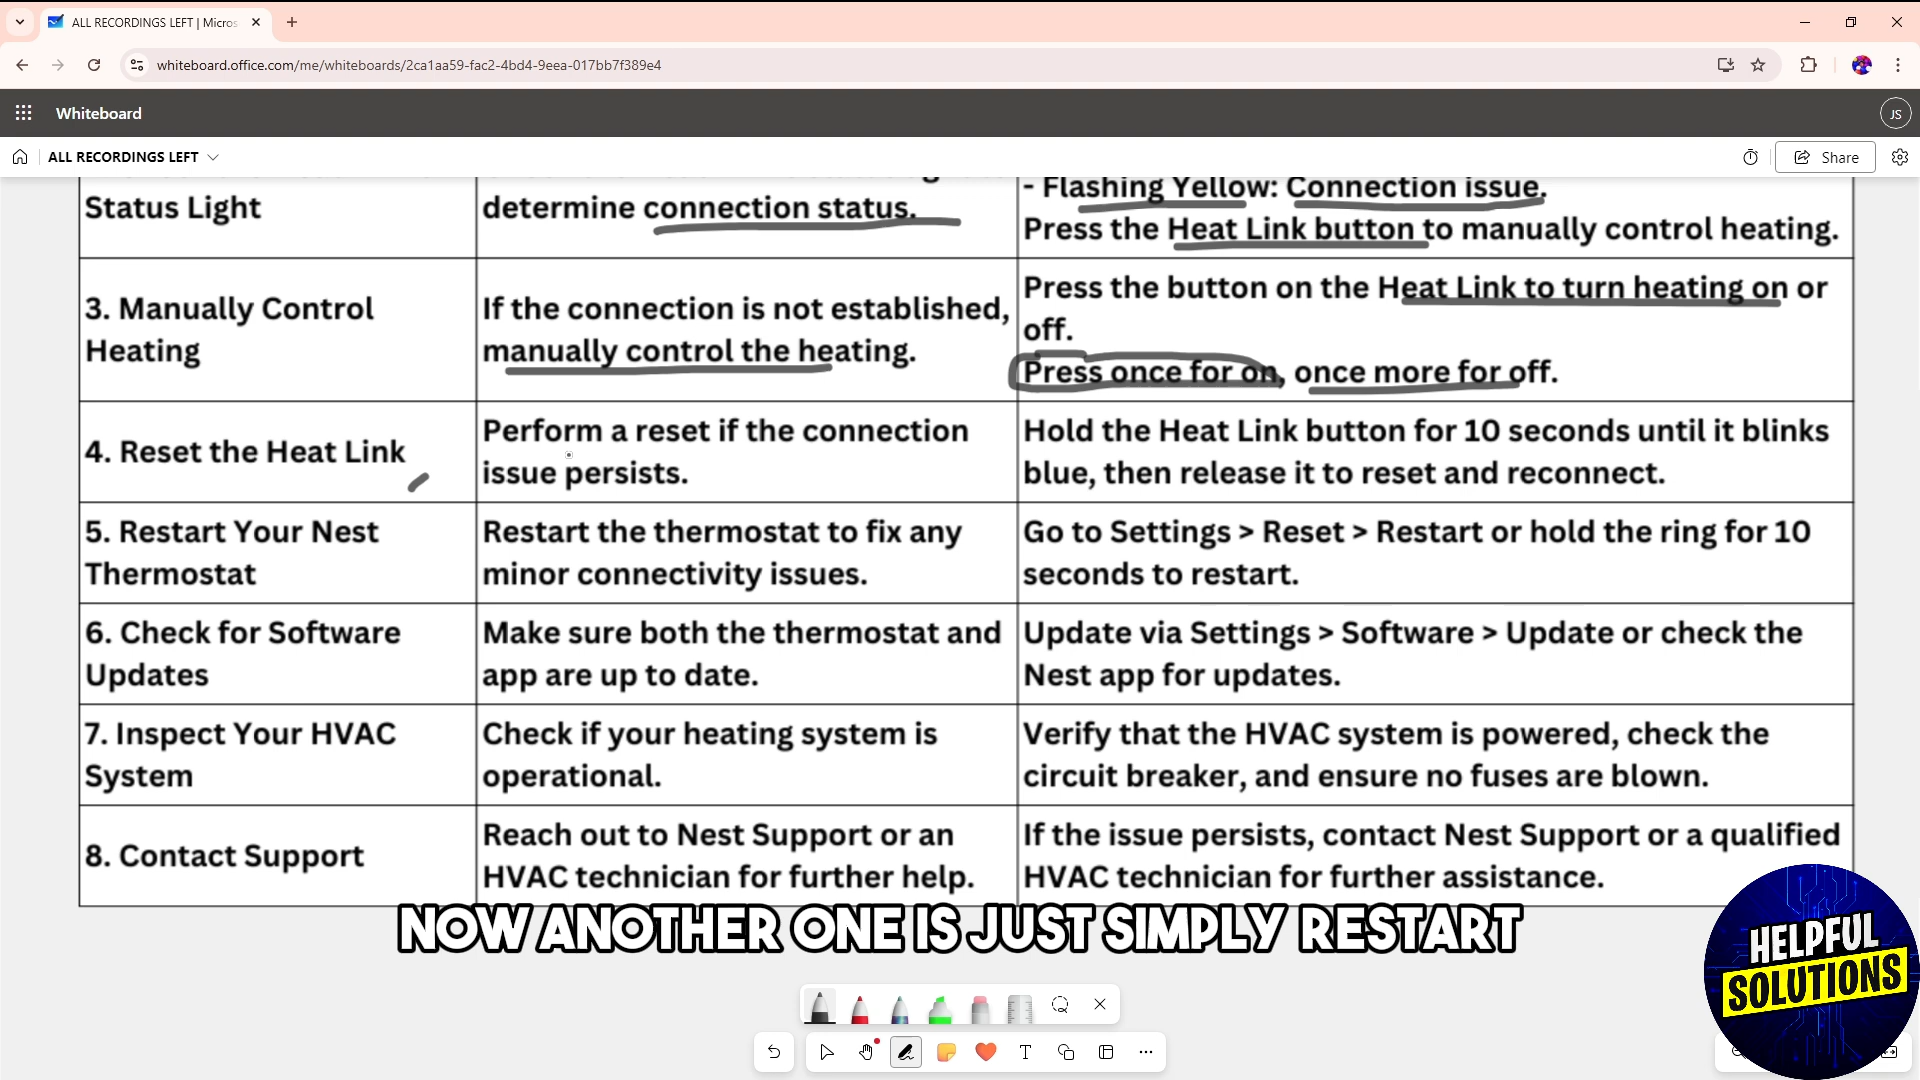 ALL RECORDINGS LEFT | Micros
whiteboard.office.com/me/whiteboards/2ca1aa59-fac2-4bd4-9eea-017bb7f389e4
Whiteboard
JS
ALL RECORDINGS LEFT
Share
Status Light
determine connection status.
- Flashing Yellow: Connection issue.
Press the Heat Link button to manually control heating.
3. Manually Control
Heating
If the connection is not established,
manually control the heating.
Press the button on the Heat Link to turn heating on or
off.
Press once for on, once more for off.
4. Reset the Heat Link
Perform a reset if the connection
issue persists.
Hold the Heat Link button for 10 seconds until it blinks
blue, then release it to reset and reconnect.
5. Restart Your Nest
Thermostat
Restart the thermostat to fix any
minor connectivity issues.
Go to Settings > Reset > Restart or hold the ring for 10
seconds to restart.
6. Check for Software
Updates
Make sure both the thermostat and
app are up to date.
Update via Settings > Software > Update or check the
Nest app for updates.
7. Inspect Your HVAC
System
Check if your heating system is
operational.
Verify that the HVAC system is powered, check the
circuit breaker, and ensure no fuses are blown.
8. Contact Support
Reach out to Nest Support or an
HVAC technician for further help.
If the issue persists, contact Nest Support or a qualified
HVAC technician for further assistance.
NOW ANOTHER ONE IS JUST SIMPLY RESTART
HELPFUL
SOLUTIONS